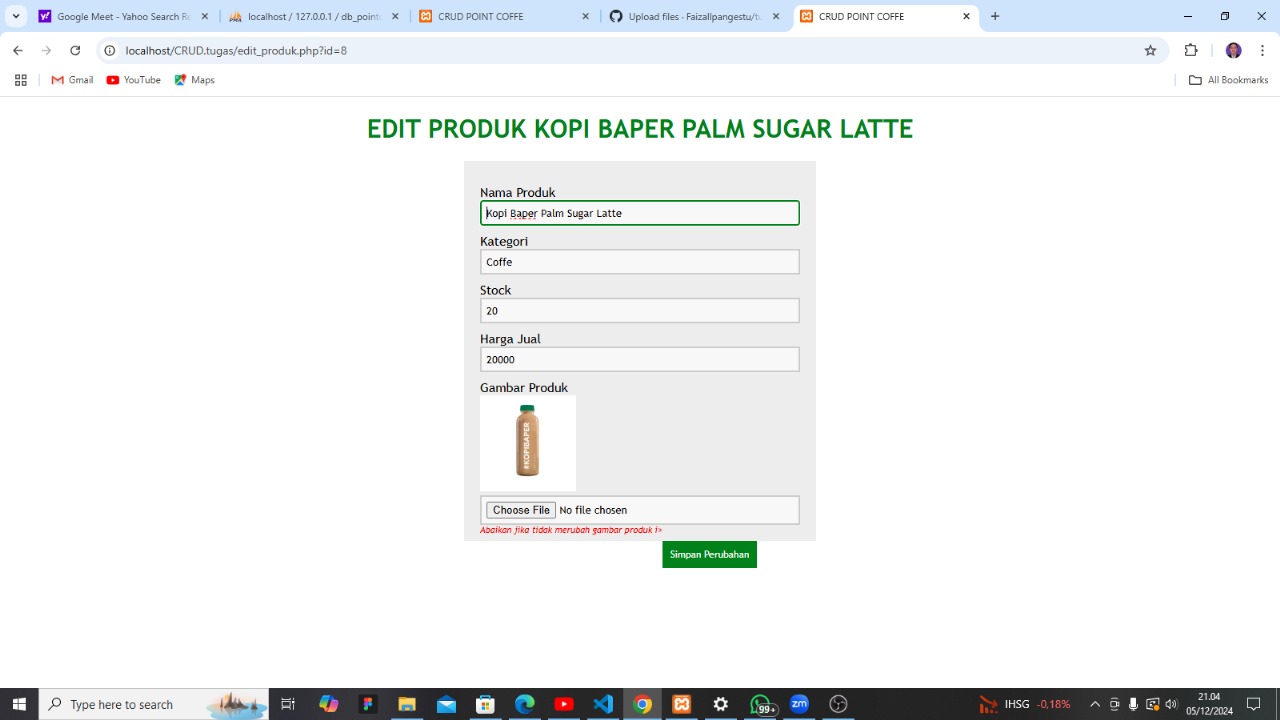 Google Meet - Yahoo Search Re
localhost / 127.0.0.1 / db_point
CRUD POINT COFFE
Upload files · Faizallpangestu/tu
CRUD POINT COFFE
localhost/CRUD.tugas/edit_produk.php?id=8
Gmail
YouTube
Maps
All Bookmarks
EDIT PRODUK KOPI BAPER PALM SUGAR LATTE
Nama Produk
Kopi Baper Palm Sugar Latte
Kategori
Coffe
Stock
20
Harga Jual
20000
Gambar Produk
#KOPIBAPER
Choose File No file chosen
Abaikan jika tidak merubah gambar produk i>
Simpan Perubahan
Type here to search
99+
zm
IHSG -0,18%
21.04
05/12/2024